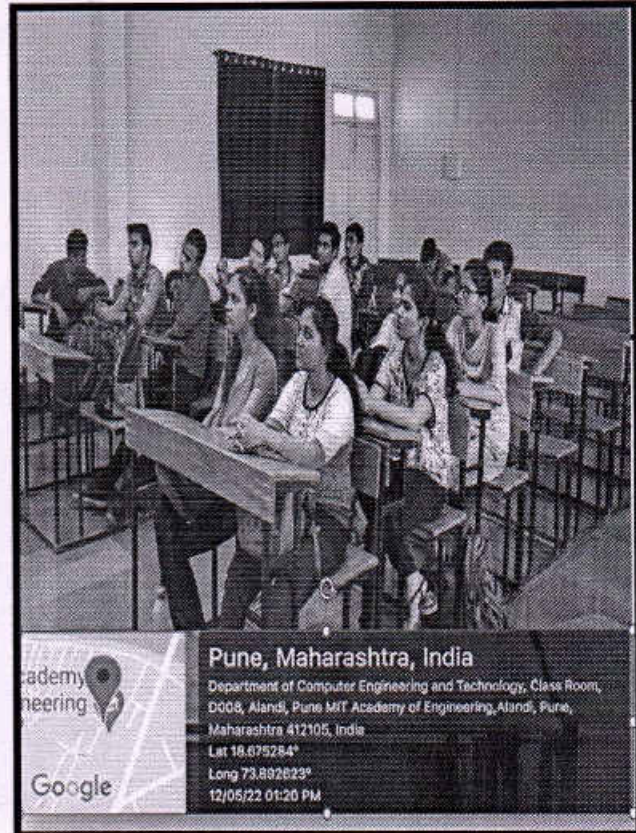 cademy
neering
Google
Pune, Maharashtra, India
Department of Computer Engineering and Technology, Class Room,
D008, Alandi, Pune MIT Academy of Engineering,Alandi, Pune,
Maharashtra 412105, India
Lat 18.675284°
Long 73.892623°
12/05/22 01:20 PM